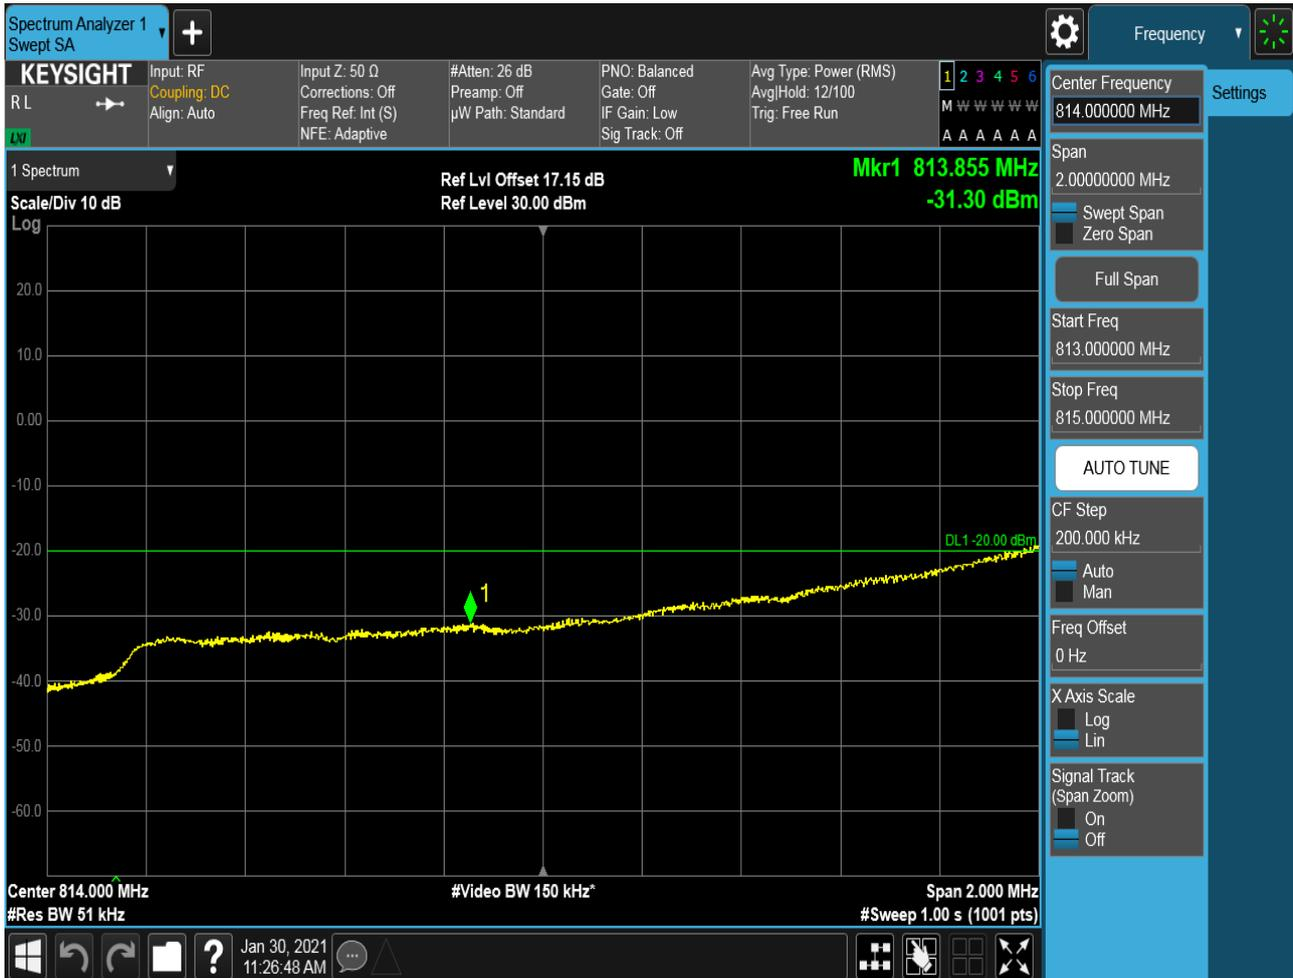 Spectrum Analyzer 1
Swept SA
Frequency
KEYSIGHT
R L
LXI
Input: RF
Coupling: DC
Align: Auto
Input Z: 50 Ω
Corrections: Off
Freq Ref: Int (S)
NFE: Adaptive
#Atten: 26 dB
Preamp: Off
µW Path: Standard
PNO: Balanced
Gate: Off
IF Gain: Low
Sig Track: Off
Avg Type: Power (RMS)
Avg|Hold: 12/100
Trig: Free Run
1 2 3 4 5 6
M W W W W W
A A A A A A
1 Spectrum
Scale/Div 10 dB
Log
Ref Lvl Offset 17.15 dB
Ref Level 30.00 dBm
Mkr1 813.855 MHz
-31.30 dBm
20.0
10.0
0.00
-10.0
-20.0
-30.0
-40.0
-50.0
-60.0
DL1 -20.00 dBm
1
Center 814.000 MHz
#Res BW 51 kHz
#Video BW 150 kHz*
Span 2.000 MHz
#Sweep 1.00 s (1001 pts)
Center Frequency
814.000000 MHz
Settings
Span
2.00000000 MHz
Swept Span
Zero Span
Full Span
Start Freq
813.000000 MHz
Stop Freq
815.000000 MHz
AUTO TUNE
CF Step
200.000 kHz
Auto
Man
Freq Offset
0 Hz
X Axis Scale
Log
Lin
Signal Track
(Span Zoom)
On
Off
?
Jan 30, 2021
11:26:48 AM